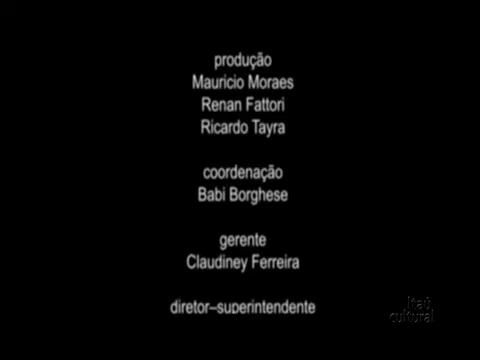 produção
Mauricio Moraes
Renan Fattori
Ricardo Tayra
coordenação
Babi Borghese
gerente
Claudiney Ferreira
diretor–superintendente
itaú
cultural